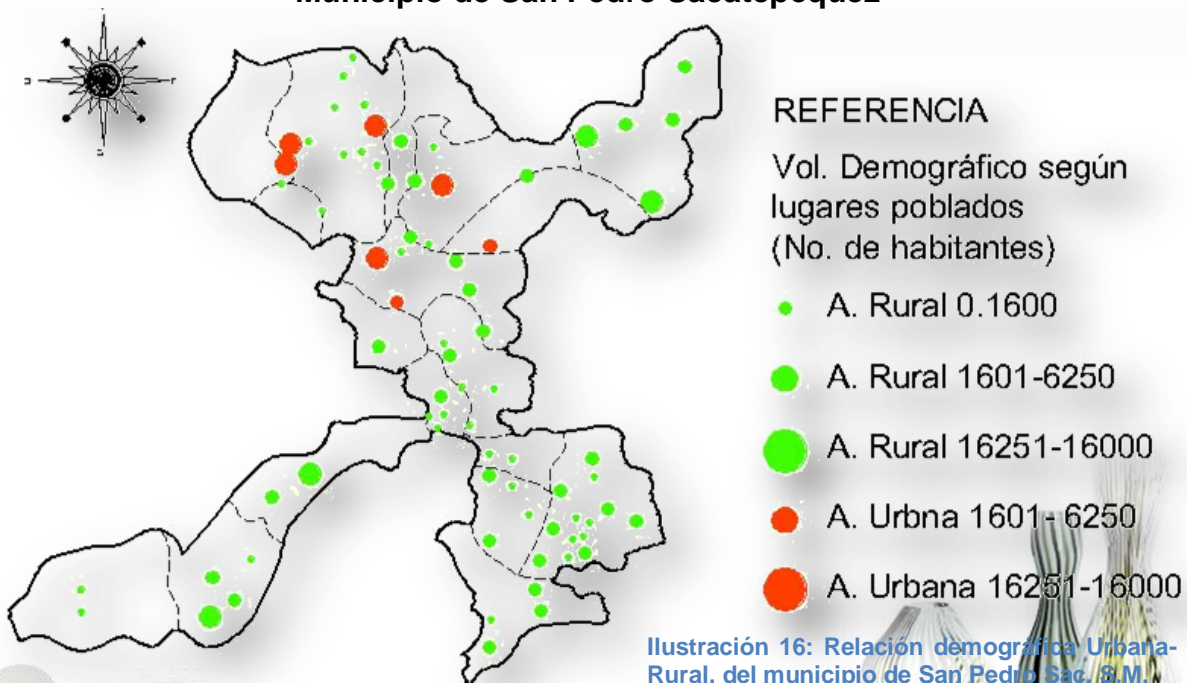 Municipio de San Pedro Sacatepéquez
REFERENCIA
Vol. Demográfico según
lugares poblados
(No. de habitantes)
A. Rural 0.1600
A. Rural 1601-6250
A. Rural 16251-16000
A. Urbna 1601- 6250
A. Urbana 16251-16000
Ilustración 16: Relación demográfica Urbana-
Rural, del municipio de San Pedro Sac. S.M.